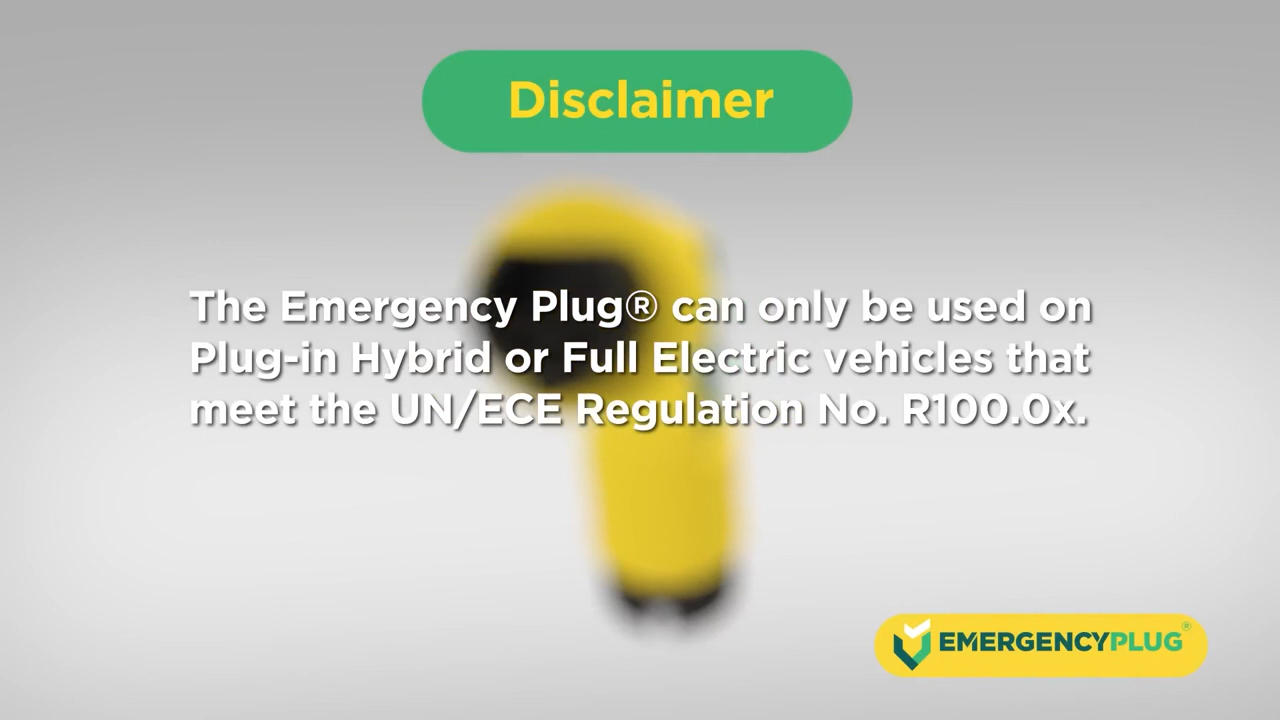 Disclaimer
The Emergency Plug® can only be used on
Plug-in Hybrid or Full Electric vehicles that
meet the UN/ECE Regulation No. R100.0x.
EMERGENCYPLUG®